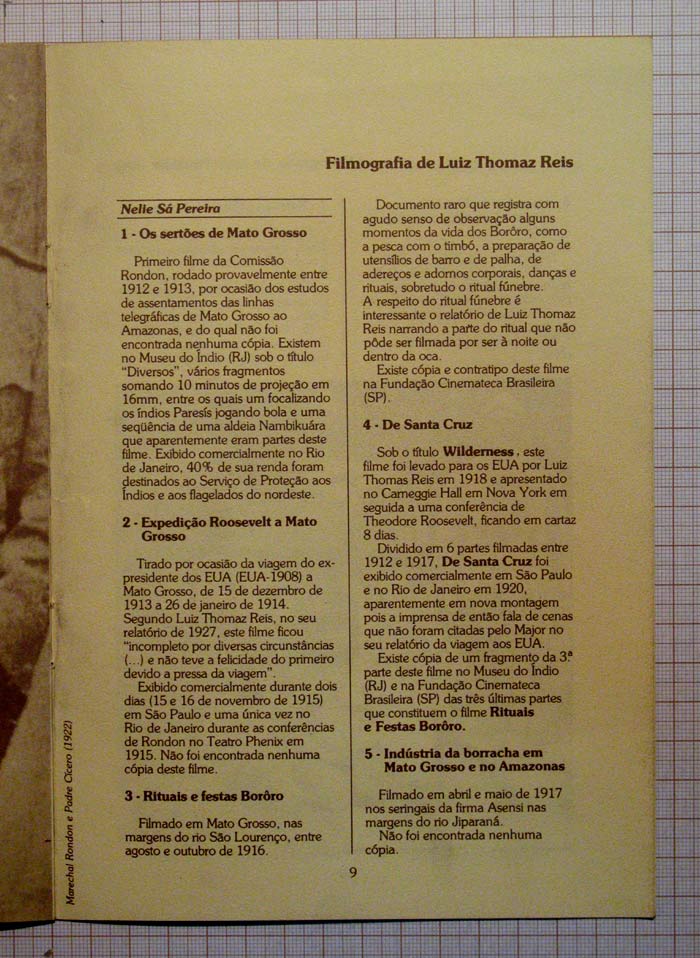 Filmografia de Luiz Thomaz Reis
Nelie Sá Pereira
1 - Os sertões de Mato Grosso
Primeiro filme da Comissão
Rondon, rodado provavelmente entre
1912 e 1913, por ocasião dos estudos
de assentamentos das linhas
telegráficas de Mato Grosso ao
Amazonas, e do qual não foi
encontrada nenhuma cópia. Existem
no Museu do Índio (RJ) sob o título
“Diversos”, vários fragmentos
somando 10 minutos de projeção em
16mm, entre os quais um focalizando
os índios Paresís jogando bola e uma
seqüência de uma aldeia Nambikuára
que aparentemente eram partes deste
filme. Exibido comercialmente no Rio
de Janeiro, 40% de sua renda foram
destinados ao Serviço de Proteção aos
Índios e aos flagelados do nordeste.
2 - Expedição Roosevelt a Mato
Grosso
Tirado por ocasião da viagem do ex-
presidente dos EUA (EUA-1908) a
Mato Grosso, de 15 de dezembro de
1913 a 26 de janeiro de 1914.
Segundo Luiz Thomaz Reis, no seu
relatório de 1927, este filme ficou
“incompleto por diversas circunstâncias
(...) e não teve a felicidade do primeiro
devido a pressa da viagem”.
Exibido comercialmente durante dois
dias (15 e 16 de novembro de 1915)
em São Paulo e uma única vez no
Rio de Janeiro durante as conferências
de Rondon no Teatro Phenix em
1915. Não foi encontrada nenhuma
cópia deste filme.
3 - Rituais e festas Borôro
Filmado em Mato Grosso, nas
margens do rio São Lourenço, entre
agosto e outubro de 1916.
Documento raro que registra com
agudo senso de observação alguns
momentos da vida dos Borôro, como
a pesca com o timbó, a preparação de
utensílios de barro e de palha, de
adereços e adornos corporais, danças e
rituais, sobretudo o ritual fúnebre.
A respeito do ritual fúnebre é
interessante o relatório de Luiz Thomaz
Reis narrando a parte do ritual que não
pôde ser filmada por ser à noite ou
dentro da oca.
Existe cópia e contratipo deste filme
na Fundação Cinemateca Brasileira
(SP).
4 - De Santa Cruz
Sob o título Wilderness, este
filme foi levado para os EUA por Luiz
Thomas Reis em 1918 e apresentado
no Carneggie Hall em Nova York em
seguida a uma conferência de
Theodore Roosevelt, ficando em cartaz
8 dias.
Dividido em 6 partes filmadas entre
1912 e 1917, De Santa Cruz foi
exibido comercialmente em São Paulo
e no Rio de Janeiro em 1920,
aparentemente em nova montagem
pois a imprensa de então fala de cenas
que não foram citadas pelo Major no
seu relatório da viagem aos EUA.
Existe cópia de um fragmento da 3.ª
parte deste filme no Museu do Índio
(RJ) e na Fundação Cinemateca
Brasileira (SP) das três últimas partes
que constituem o filme Rituais
e Festas Borôro.
5 - Indústria da borracha em
Mato Grosso e no Amazonas
Filmado em abril e maio de 1917
nos seringais da firma Asensi nas
margens do rio Jiparaná.
Não foi encontrada nenhuma
cópia.
Marechal Rondon e Padre Cícero (1922)
9